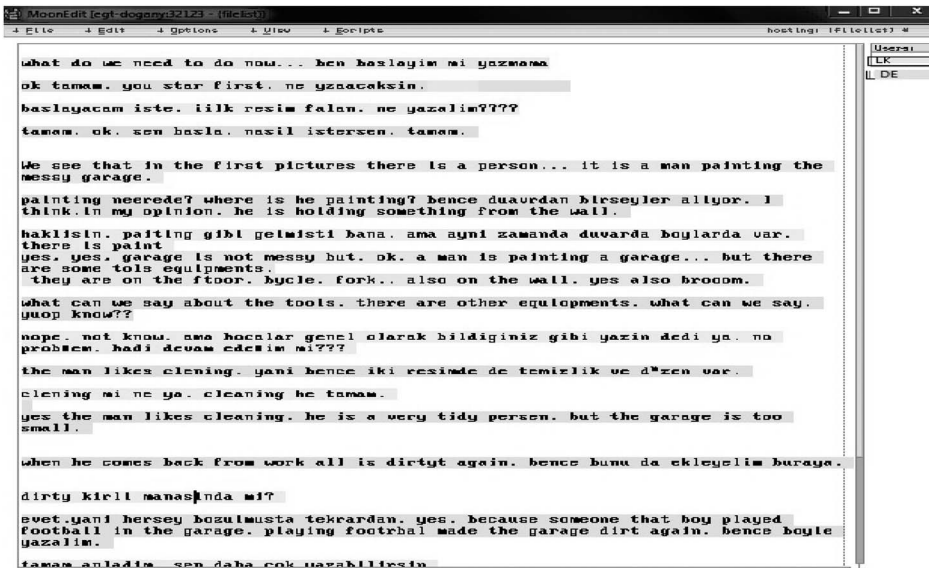 MoonEdit [egt-dogany:32123 - (filelist)]
File Edit Options View Scripts hosting: (filelist) #
Users:
LK
DE
what do we need to do now... ben baslayim mi yazmama
ok tamam. you star first. ne yzaacaksin.
baslayacam iste. iilk resim falan. ne yazalim????
tamam. ok. sen basla. nasil istersen. tamam.
We see that in the first pictures there is a person... it is a man painting the
messy garage.
painting neerede? where is he painting? bence duavrdan birseyler aliyor. I
think.in my opinion. he is holding something from the wall.
haklisin. paiting gibi gelmisti bana. ama ayni zamanda duvarda boylarda var.
there is paint
yes, yes, garage is not messy but. ok. a man is painting a garage... but there
are some tols equipments.
they are on the ftoor. bycle. fork.. also on the wall. yes also brooom.
what can we say about the tools. there are other equiopments. what can we say.
yuop know??
nope. not know. ama hocalar genel olarak bildiginiz gibi yazin dedi ya. no
problem. hadi devam edelim mi???
the man likes clening. yani bence iki resimde de temizlik ve d*zen var.
clening mi ne ya. cleaning he tamam.
yes the man likes cleaning. he is a very tidy persen. but the garage is too
small.
when he comes back from work all is dirtyt again. bence bunu da ekleyelim buraya.
dirty kirli manasinda mi?
evet.yani hersey bozulmusta tekrardan. yes. because someone that boy played
football in the garage. playing footrbal made the garage dirt again. bence boyle
yazalim.
tamam anladim. sen daha cok yazabilirsin